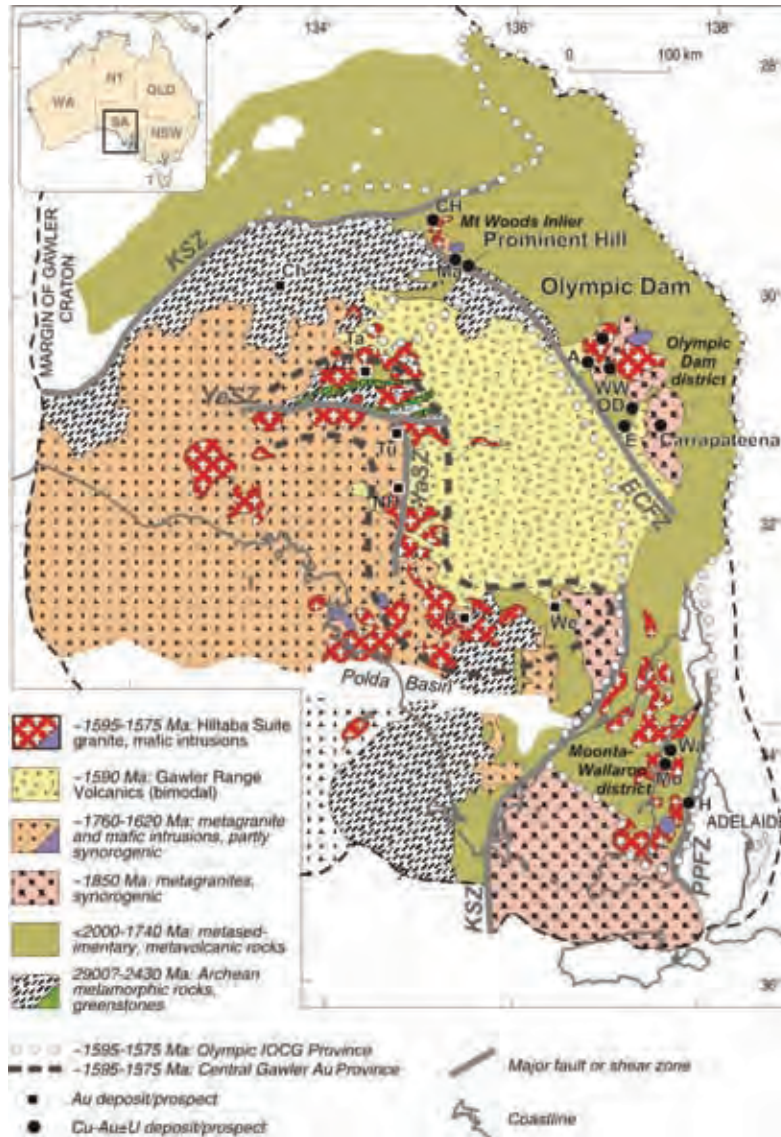 134°
136°
138°
0 100 km
28°
NT
WA
QLD
SA
NSW
T
CH
Mt Woods Inlier
Prominent Hill
KSZ
Ma
Ch
Olympic Dam
MARGIN OF GAWLER
CRATON
30°
Ta
Olympic
Dam
district
A
WW
OD
YeSZ
E
Carrapateena
Tu
YaSZ
NH
ECFZ
32°
We
Polda Basin
~1595-1575 Ma: Hiltaba Suite
granite, mafic intrusions
Wa
Moonta-
Wallaroo
district
Mo
34°
~1590 Ma: Gawler Range
Volcanics (bimodal)
H
ADELAIDE
~1760-1620 Ma: metagranite
and mafic intrusions, partly
synorogenic
PPFZ
~1850 Ma: metagranites,
synorogenic
KSZ
<2000-1740 Ma: metased-
imentary, metavolcanic rocks
2900?-2430 Ma: Archean
metamorphic rocks,
greenstones
36°
~1595-1575 Ma: Olympic IOCG Province
~1595-1575 Ma: Central Gawler Au Province
Major fault or shear zone
Au deposit/prospect
Coastline
Cu-Au±U deposit/prospect